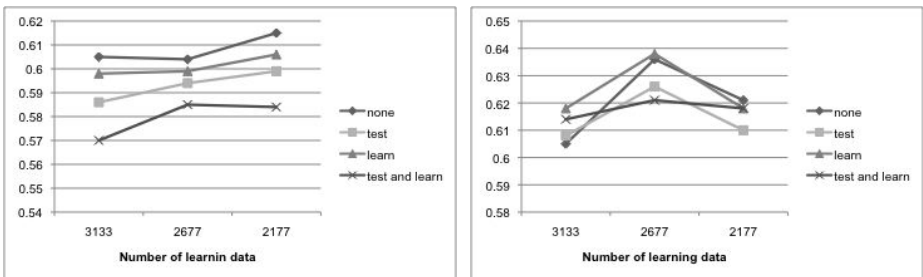 0.62
0.61
0.6
0.59
0.58
0.57
0.56
0.55
0.54
3133 2677 2177
Number of learnin data
none
test
learn
test and learn
0.65
0.64
0.63
0.62
0.61
0.6
0.59
0.58
3133 2677 2177
Number of learning data
none
test
learn
test and learn